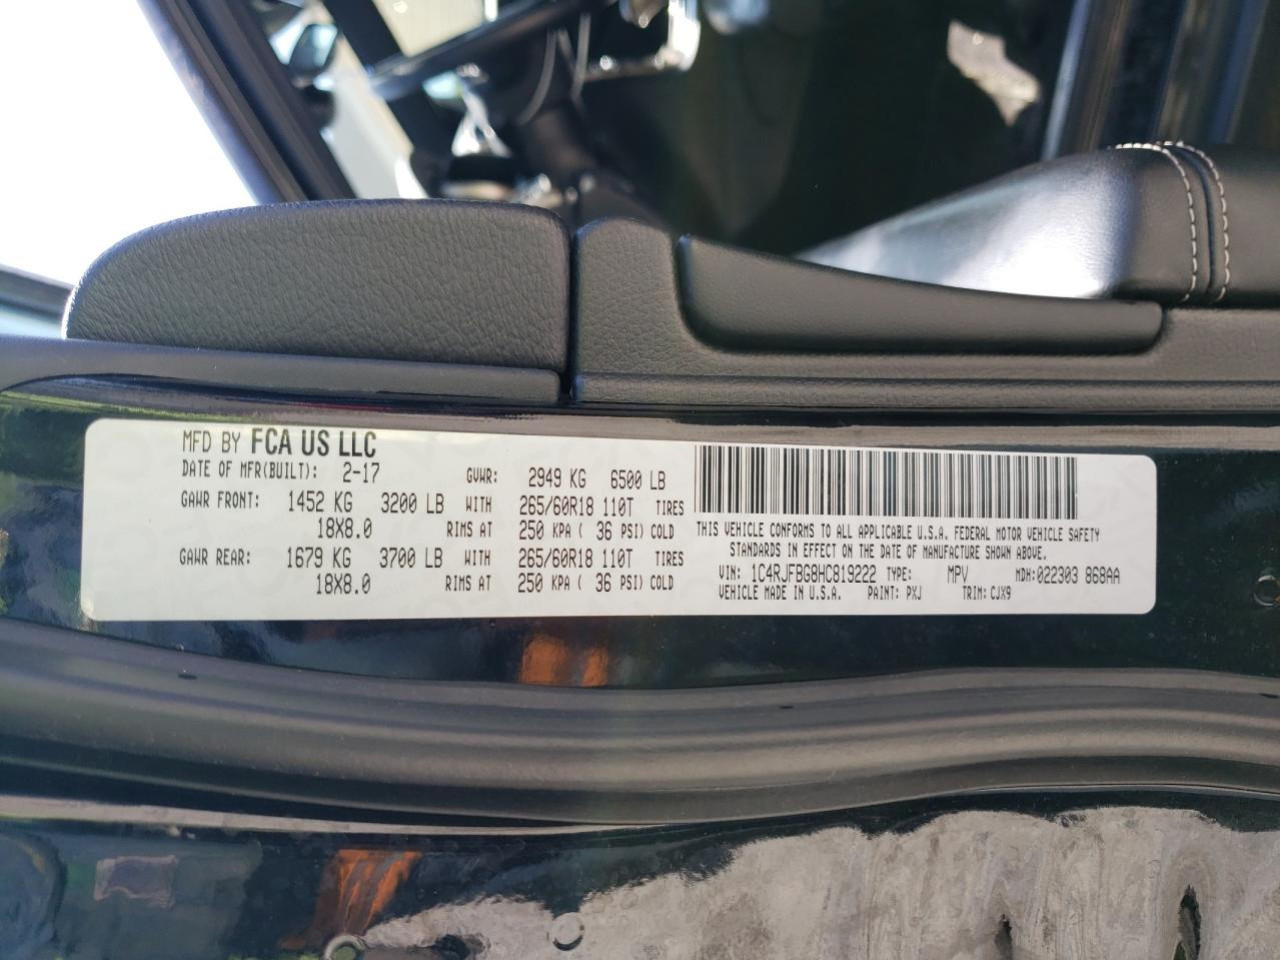 MFD BY FCA US LLC
DATE OF MFR(BUILT): 2-17 GVWR: 2949 KG 6500 LB
GAWR FRONT: 1452 KG 3200 LB WITH 265/60R18 110T TIRES
18X8.0 RIMS AT 250 KPA ( 36 PSI) COLD
GAWR REAR: 1679 KG 3700 LB WITH 265/60R18 110T TIRES
18X8.0 RIMS AT 250 KPA ( 36 PSI) COLD
THIS VEHICLE CONFORMS TO ALL APPLICABLE U.S.A. FEDERAL MOTOR VEHICLE SAFETY
STANDARDS IN EFFECT ON THE DATE OF MANUFACTURE SHOWN ABOVE.
VIN: 1C4RJFBG8HC819222 TYPE: MPV MDH:022303 868AA
VEHICLE MADE IN U.S.A. PAINT: PXJ TRIM: CJX9